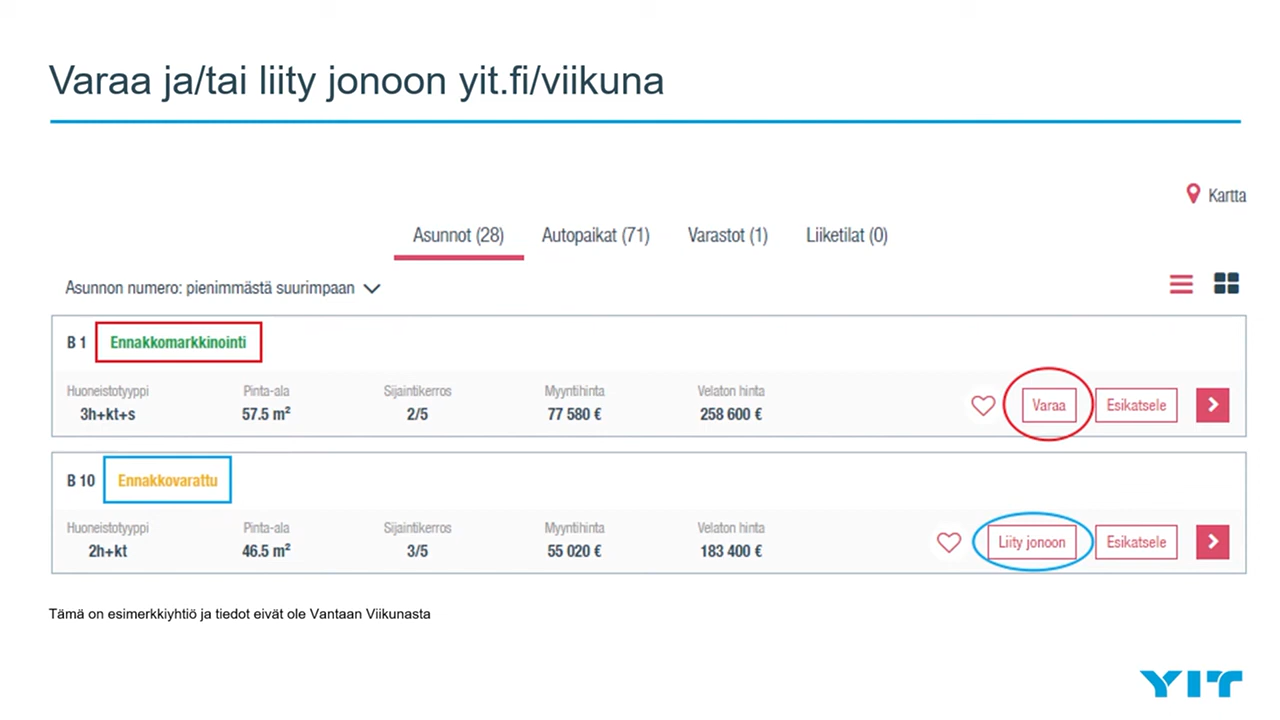 Varaa ja/tai liity jonoon yit.fi/viikuna
Kartta
Asunnot (28) Autopaikat (71) Varastot (1) Liiketilat (0)
Asunnon numero: pienimmästä suurimpaan
B 1 Ennakkomarkkinointi
Huoneistotyyppi Pinta-ala Sijaintikerros Myyntihinta Velaton hinta
3h+kt+s 57.5 m² 2/5 77 580 € 258 600 € Varaa Esikatsele
B 10 Ennakkovarattu
Huoneistotyyppi Pinta-ala Sijaintikerros Myyntihinta Velaton hinta
2h+kt 46.5 m² 3/5 55 020 € 183 400 € Liity jonoon Esikatsele
Tämä on esimerkkiyhtiö ja tiedot eivät ole Vantaan Viikunasta
YIT